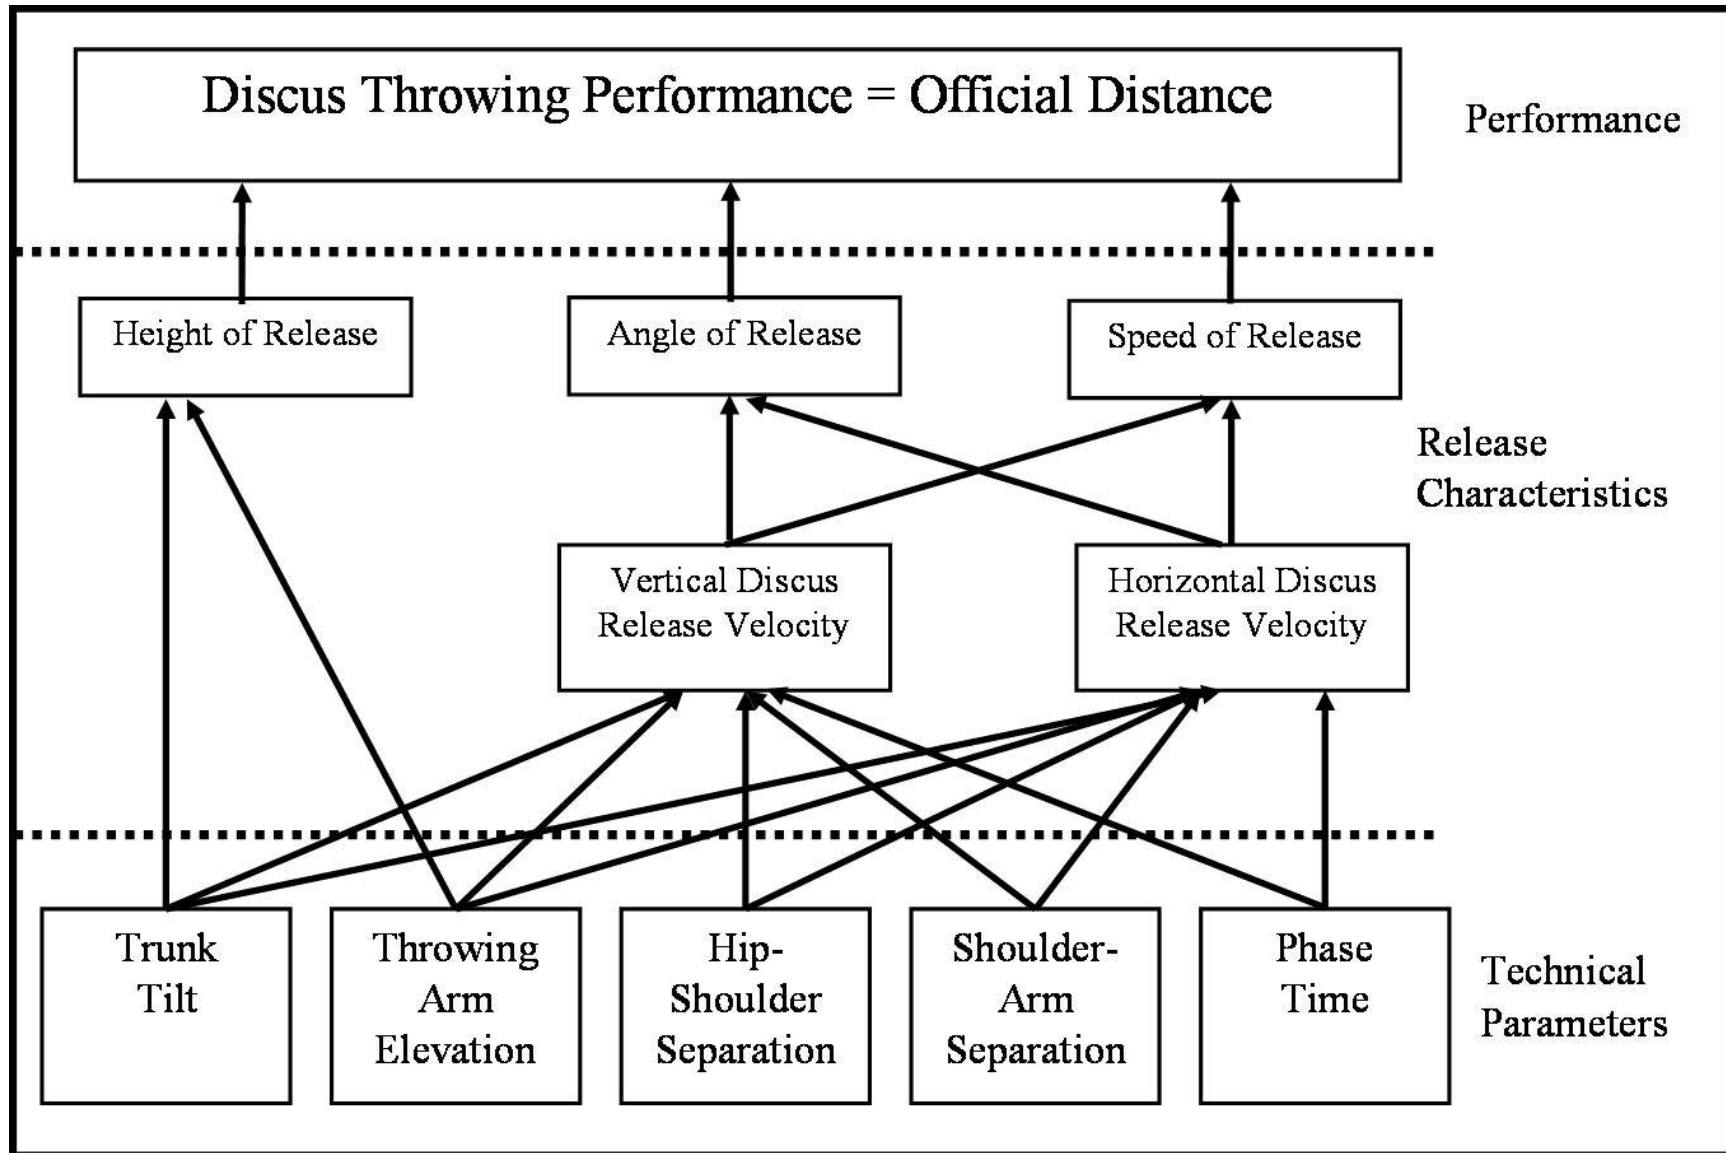 Discus Throwing Performance = Official Distance
Performance
Height of Release
Angle of Release
Speed of Release
Release
Characteristics
Vertical Discus
Release Velocity
Horizontal Discus
Release Velocity
Trunk
Tilt
Throwing
Arm
Elevation
Hip-
Shoulder
Separation
Shoulder-
Arm
Separation
Phase
Time
Technical
Parameters